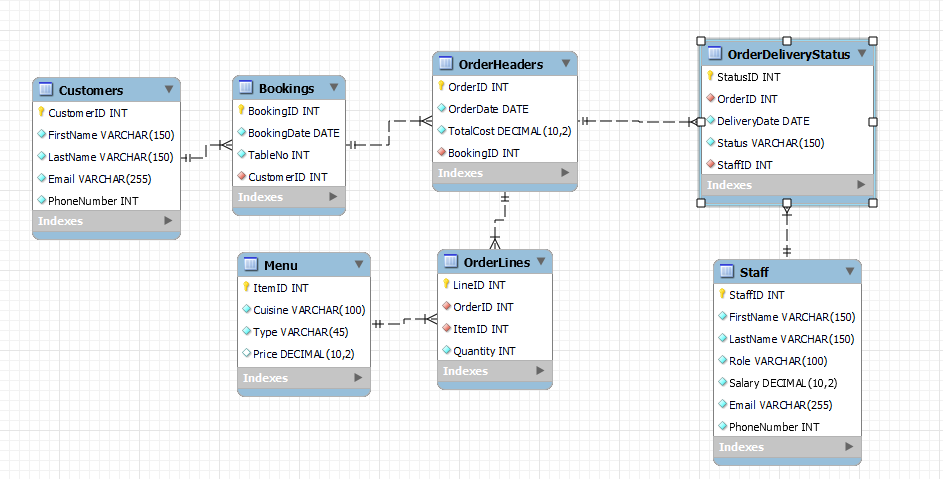 Customers
CustomerID INT
FirstName VARCHAR(150)
LastName VARCHAR(150)
Email VARCHAR(255)
PhoneNumber INT
Indexes
Bookings
BookingID INT
BookingDate DATE
TableNo INT
CustomerID INT
Indexes
OrderHeaders
OrderID INT
OrderDate DATE
TotalCost DECIMAL(10,2)
BookingID INT
Indexes
OrderDeliveryStatus
StatusID INT
OrderID INT
DeliveryDate DATE
Status VARCHAR(150)
StaffID INT
Indexes
Menu
ItemID INT
Cuisine VARCHAR(100)
Type VARCHAR(45)
Price DECIMAL(10,2)
Indexes
OrderLines
LineID INT
OrderID INT
ItemID INT
Quantity INT
Indexes
Staff
StaffID INT
FirstName VARCHAR(150)
LastName VARCHAR(150)
Role VARCHAR(100)
Salary DECIMAL(10,2)
Email VARCHAR(255)
PhoneNumber INT
Indexes